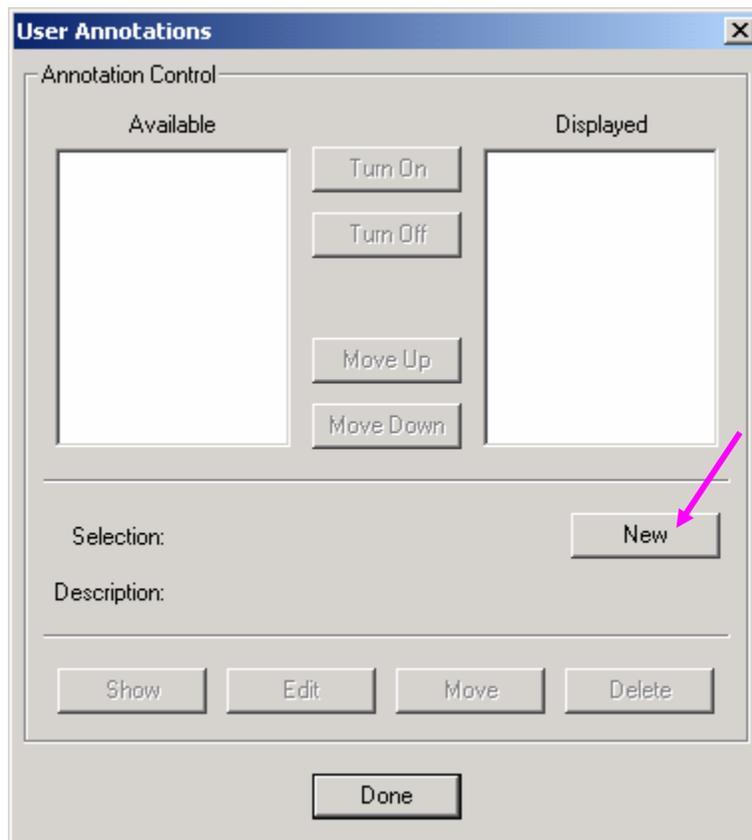 User Annotations
Annotation Control
Available
Displayed
Turn On
Turn Off
Move Up
Move Down
Selection:
New
Description:
Show
Edit
Move
Delete
Done